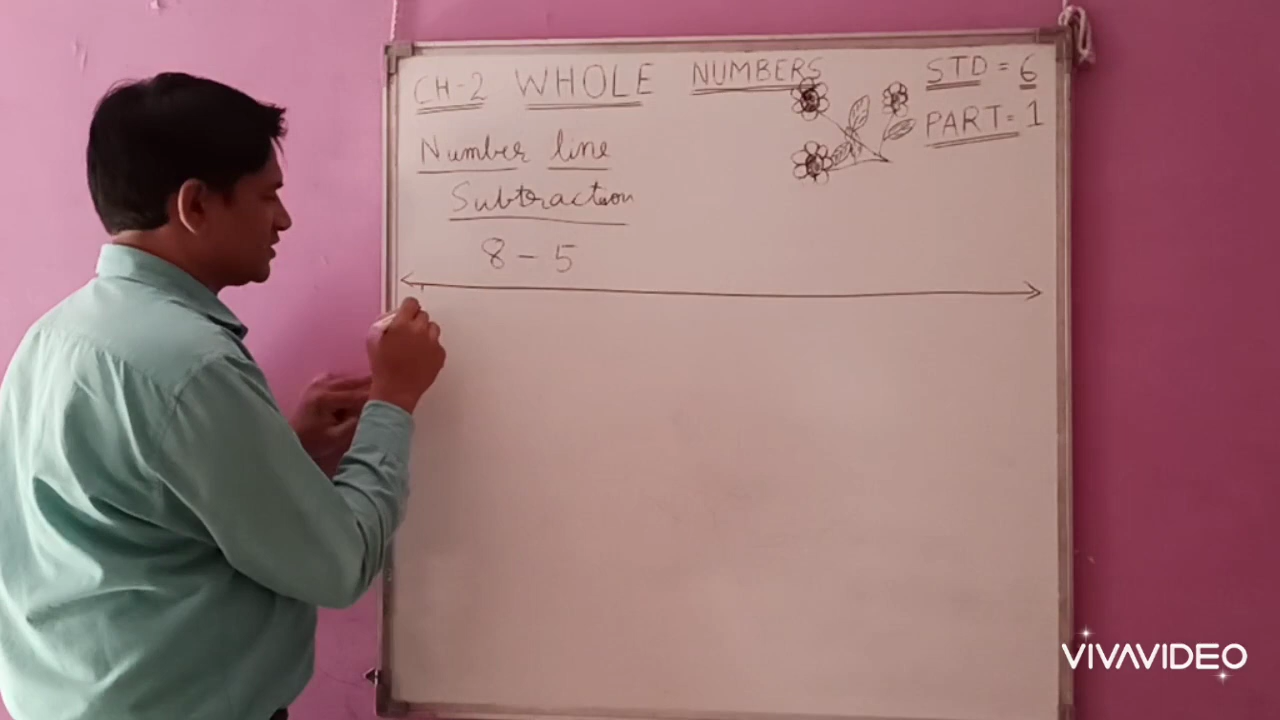 CH-2 WHOLE NUMBERS
STD = 6
PART = 1
Number line
Subtraction
8 - 5
VIVAVIDEO